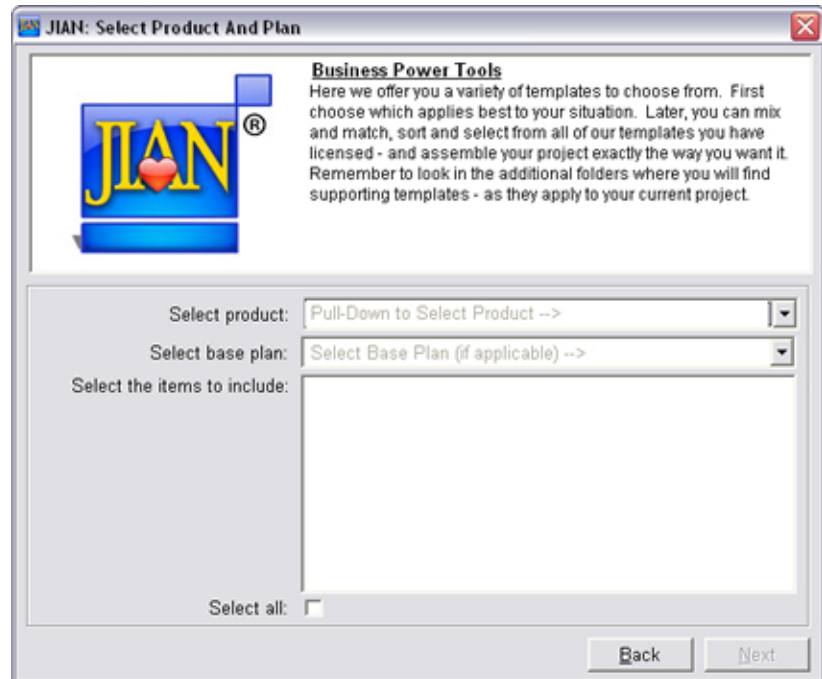 JIAN: Select Product And Plan
Business Power Tools
Here we offer you a variety of templates to choose from. First
choose which applies best to your situation. Later, you can mix
and match, sort and select from all of our templates you have
licensed - and assemble your project exactly the way you want it.
Remember to look in the additional folders where you will find
supporting templates - as they apply to your current project.
JIAN ®
Select product: Pull-Down to Select Product -->
Select base plan: Select Base Plan (if applicable) -->
Select the items to include:
Select all:
Back Next